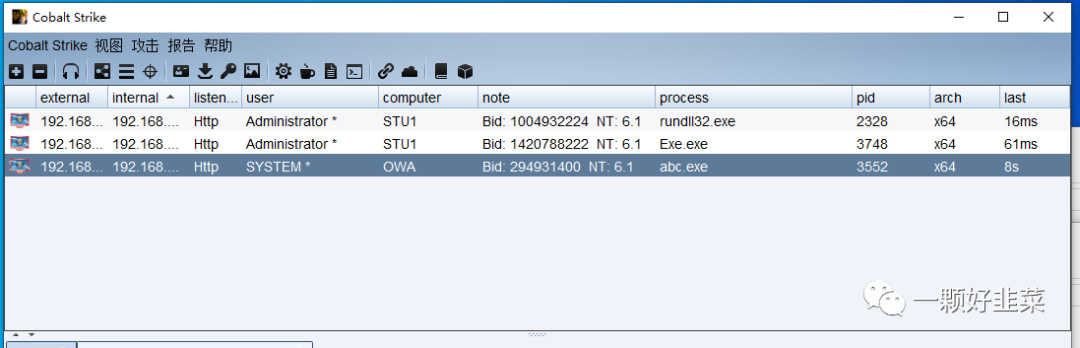 Cobalt Strike
Cobalt Strike 视图 攻击 报告 帮助
external internal listen... user computer note process pid arch last
192.168.... 192.168.... Http Administrator * STU1 Bid: 1004932224 NT: 6.1 rundll32.exe 2328 x64 16ms
192.168.... 192.168.... Http Administrator * STU1 Bid: 1420788222 NT: 6.1 Exe.exe 3748 x64 61ms
192.168.... 192.168.... Http SYSTEM * OWA Bid: 294931400 NT: 6.1 abc.exe 3552 x64 8s
一颗好韭菜